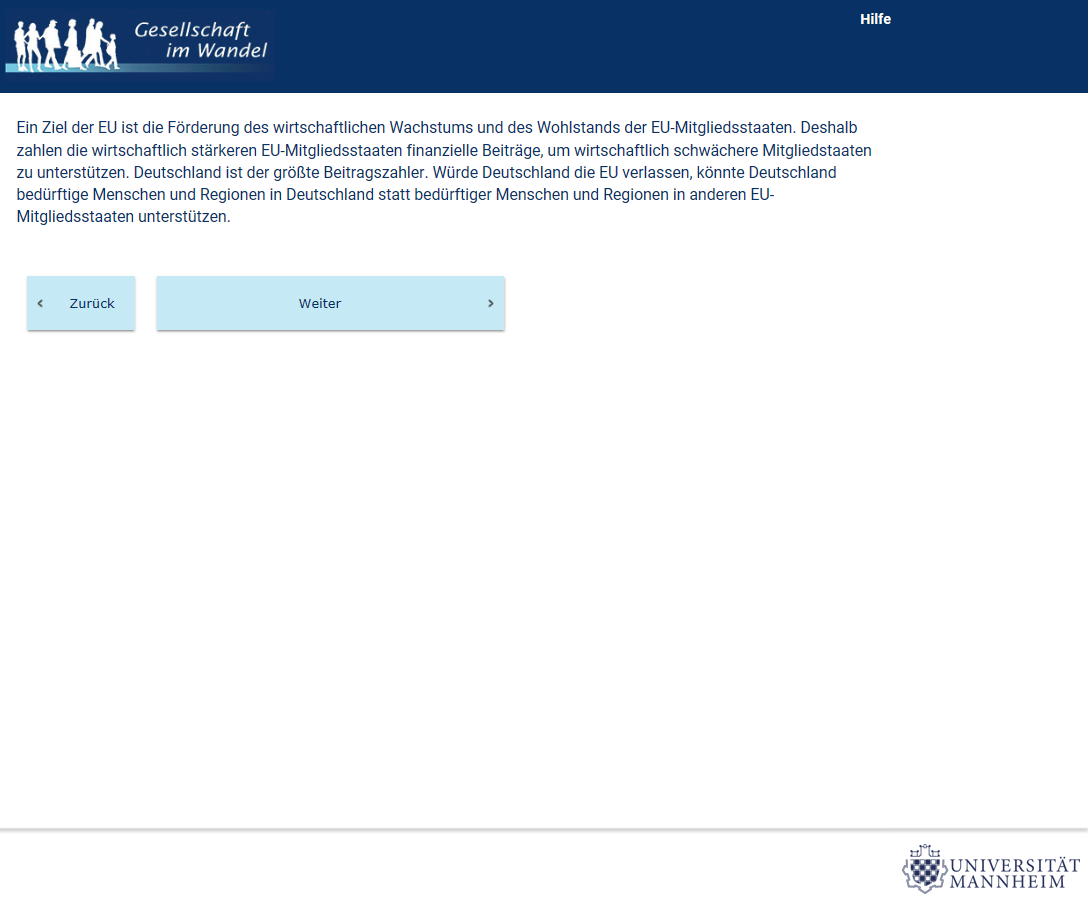 Gesellschaft
im Wandel
Hilfe
Ein Ziel der EU ist die Förderung des wirtschaftlichen Wachstums und des Wohlstands der EU-Mitgliedsstaaten. Deshalb
zahlen die wirtschaftlich stärkeren EU-Mitgliedsstaaten finanzielle Beiträge, um wirtschaftlich schwächere Mitgliedstaaten
zu unterstützen. Deutschland ist der größte Beitragszahler. Würde Deutschland die EU verlassen, könnte Deutschland
bedürftige Menschen und Regionen in Deutschland statt bedürftiger Menschen und Regionen in anderen EU-
Mitgliedsstaaten unterstützen.
Zurück
Weiter
UNIVERSITÄT
MANNHEIM